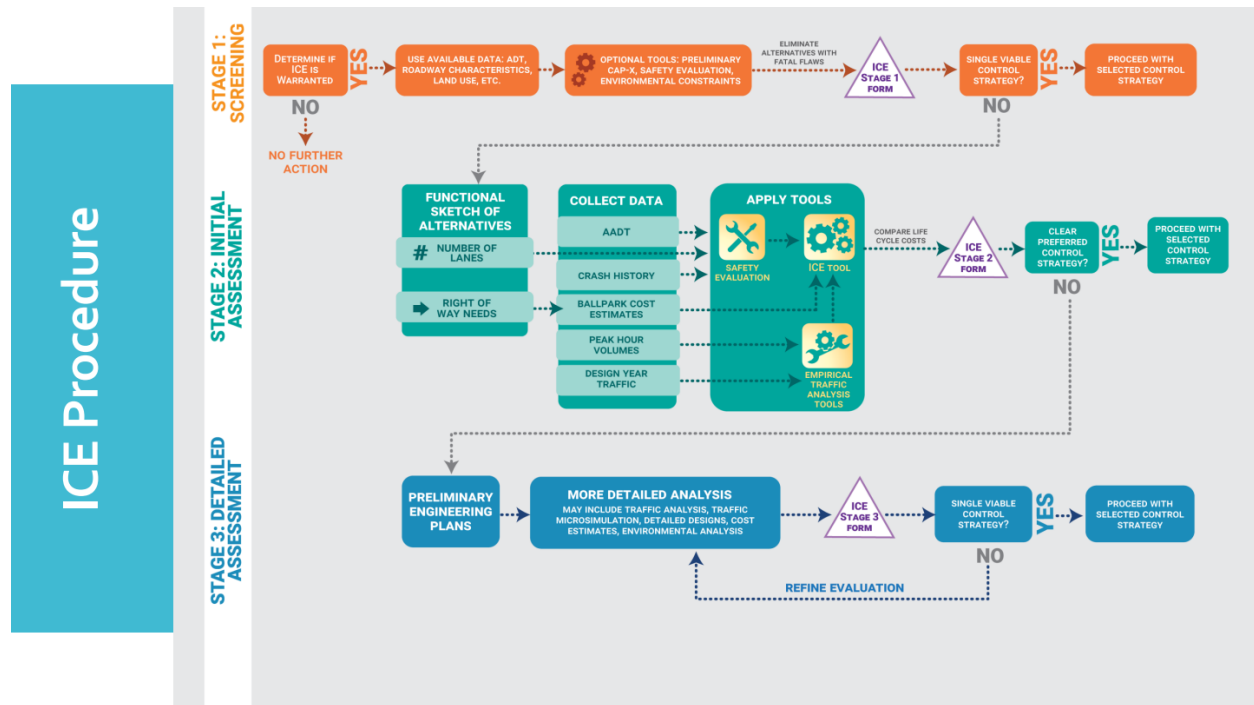 ICE Procedure
STAGE 1:
SCREENING
DETERMINE IF
ICE IS
WARRANTED
YES
NO
NO FURTHER
ACTION
USE AVAILABLE DATA: ADT,
ROADWAY CHARACTERISTICS,
LAND USE, ETC.
OPTIONAL TOOLS: PRELIMINARY
CAP-X, SAFETY EVALUATION,
ENVIRONMENTAL CONSTRAINTS
ELIMINATE
ALTERNATIVES WITH
FATAL FLAWS
ICE
STAGE 1
FORM
SINGLE VIABLE
CONTROL
STRATEGY?
YES
NO
PROCEED WITH
SELECTED CONTROL
STRATEGY
STAGE 2: INITIAL
ASSESSMENT
FUNCTIONAL
SKETCH OF
ALTERNATIVES
# NUMBER OF
LANES
RIGHT OF
WAY NEEDS
COLLECT DATA
AADT
CRASH HISTORY
BALLPARK COST
ESTIMATES
PEAK HOUR
VOLUMES
DESIGN YEAR
TRAFFIC
APPLY TOOLS
SAFETY
EVALUATION
ICE TOOL
EMPIRICAL
TRAFFIC
ANALYSIS
TOOLS
COMPARE LIFE
CYCLE COSTS
ICE
STAGE 2
FORM
CLEAR
PREFERRED
CONTROL
STRATEGY?
YES
NO
PROCEED WITH
SELECTED
CONTROL
STRATEGY
STAGE 3: DETAILED
ASSESSMENT
PRELIMINARY
ENGINEERING
PLANS
MORE DETAILED ANALYSIS
MAY INCLUDE TRAFFIC ANALYSIS, TRAFFIC
MICROSIMULATION, DETAILED DESIGNS, COST
ESTIMATES, ENVIRONMENTAL ANALYSIS
ICE
STAGE 3
FORM
SINGLE VIABLE
CONTROL
STRATEGY?
YES
NO
PROCEED WITH
SELECTED CONTROL
STRATEGY
REFINE EVALUATION